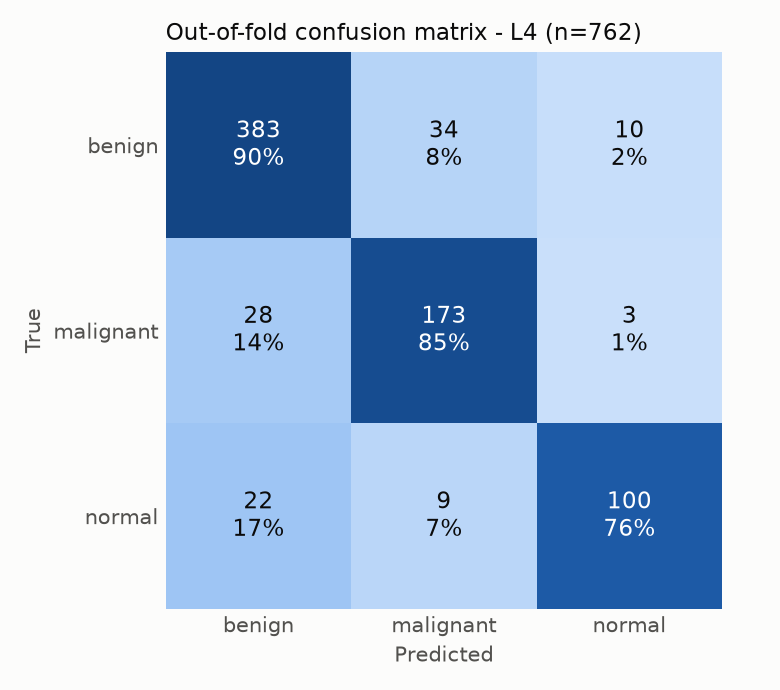 Out-of-fold confusion matrix - L4 (n=762)
benign
383
90%
34
8%
10
2%
True
malignant
28
14%
173
85%
3
1%
normal
22
17%
9
7%
100
76%
benign
malignant
normal
Predicted